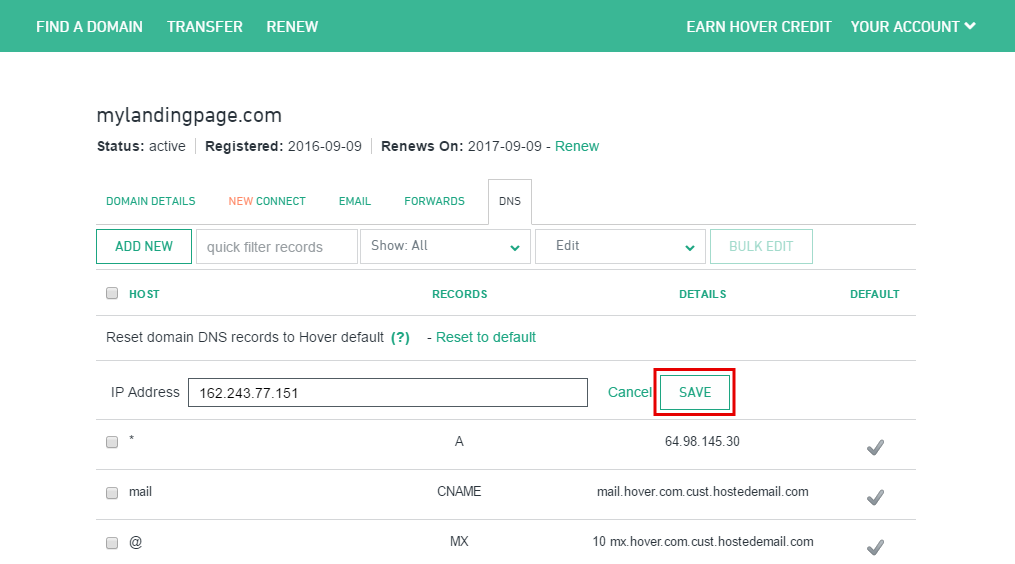 FIND A DOMAIN TRANSFER RENEW EARN HOVER CREDIT YOUR ACCOUNT
mylandingpage.com
Status: active Registered: 2016-09-09 Renews On: 2017-09-09 - Renew
DOMAIN DETAILS NEW CONNECT EMAIL FORWARDS DNS
ADD NEW quick filter records Show: All Edit BULK EDIT
HOST RECORDS DETAILS DEFAULT
Reset domain DNS records to Hover default (?) - Reset to default
IP Address 162.243.77.151 Cancel SAVE
* A 64.98.145.30
mail CNAME mail.hover.com.cust.hostedemail.com
@ MX 10 mx.hover.com.cust.hostedemail.com